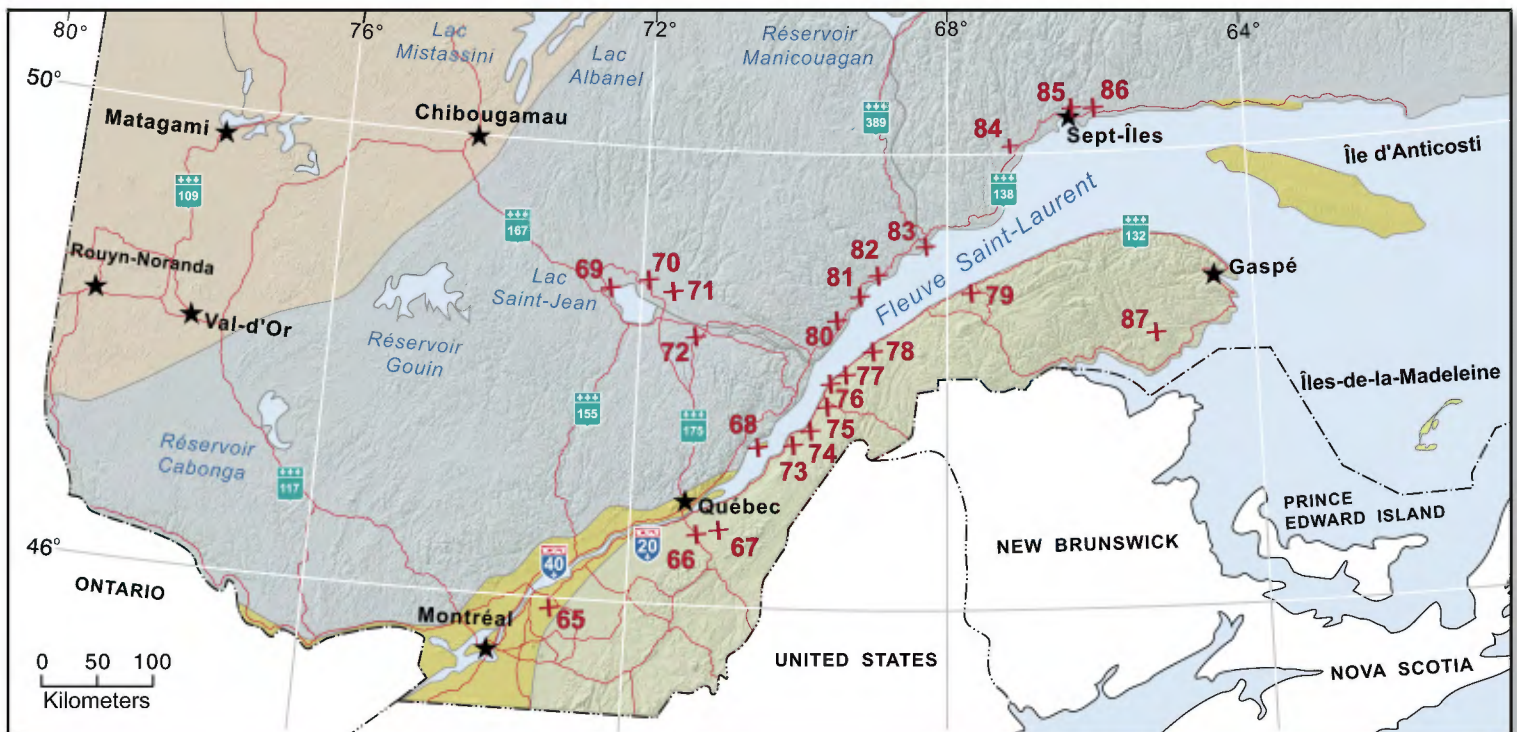 80°
76°
72°
68°
64°
50°
46°
Lac
Mistassini
Lac
Albanel
Réservoir
Manicouagan
Matagami
Chibougamau
109
167
389
138
84
85
86
Sept-Îles
Île d'Anticosti
Rouyn-Noranda
Val-d'Or
69
70
71
72
Lac
Saint-Jean
Réservoir
Gouin
80
81
82
83
Fleuve Saint-Laurent
132
Gaspé
79
87
78
77
76
75
74
73
68
155
175
Îles-de-la-Madeleine
Réservoir
Cabonga
117
Québec
66
67
40
20
65
Montréal
ONTARIO
UNITED STATES
NEW BRUNSWICK
PRINCE
EDWARD ISLAND
NOVA SCOTIA
0 50 100
Kilometers